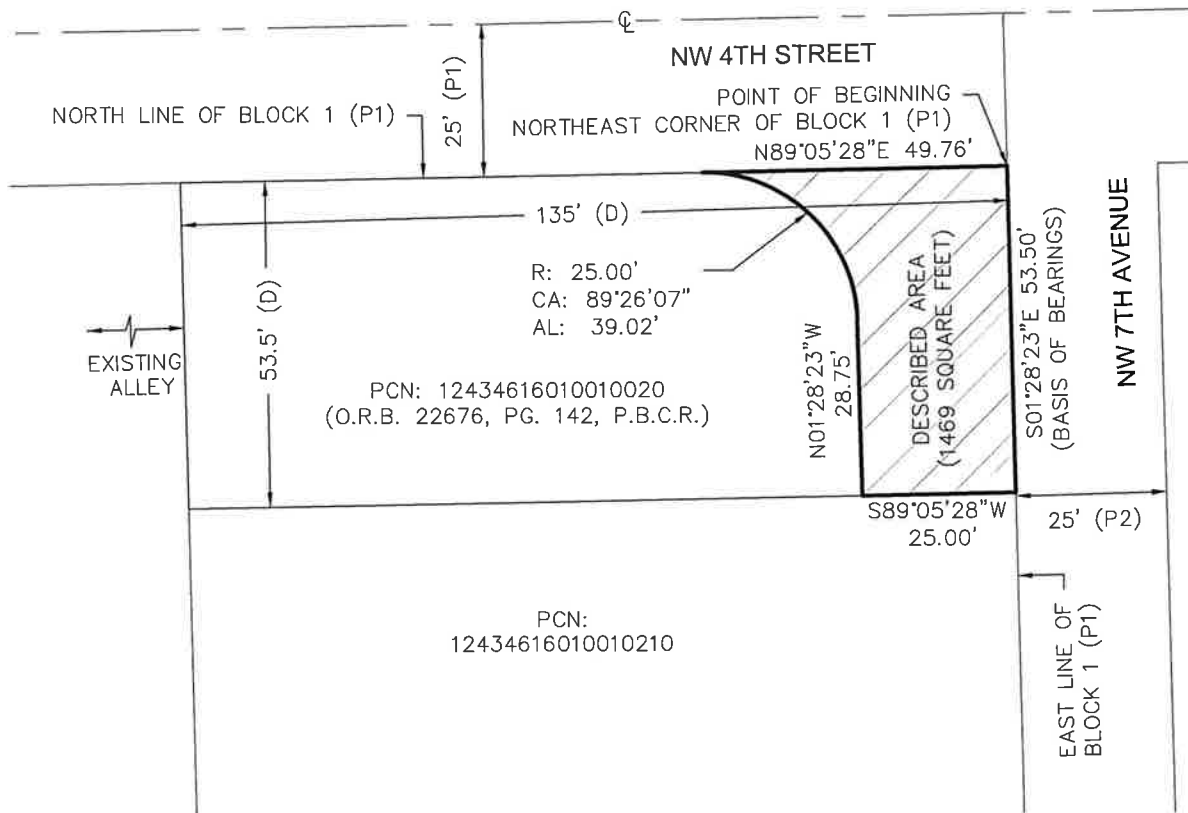 ℄
NW 4TH STREET
25' (P1)
NORTH LINE OF BLOCK 1 (P1)
POINT OF BEGINNING
NORTHEAST CORNER OF BLOCK 1 (P1)
N89°05'28"E 49.76'
135' (D)
R: 25.00'
CA: 89°26'07"
AL: 39.02'
53.5' (D)
EXISTING
ALLEY
PCN: 12434616010010020
(O.R.B. 22676, PG. 142, P.B.C.R.)
N01°28'23"W
28.75'
DESCRIBED AREA
(1469 SQUARE FEET)
S01°28'23"E 53.50'
(BASIS OF BEARINGS)
NW 7TH AVENUE
S89°05'28"W
25.00'
25' (P2)
PCN:
12434616010010210
EAST LINE OF
BLOCK 1 (P1)